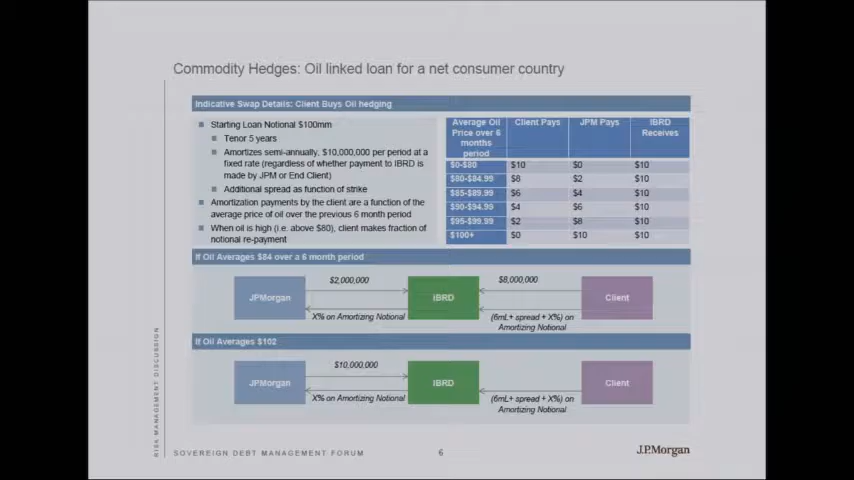 Commodity Hedges: Oil linked loan for a net consumer country
Indicative Swap Details: Client Buys Oil hedging
Starting Loan Notional $100mm
Tenor 5 years
Amortizes semi-annually, $10,000,000 per period at a
fixed rate (regardless of whether payment to IBRD is
made by JPM or End Client)
Additional spread as function of strike
Amortization payments by the client are a function of the
average price of oil over the previous 6 month period
When oil is high (i.e. above $80), client makes fraction of
notional re-payment
Average Oil Price over 6 months period Client Pays JPM Pays IBRD Receives
$0-$80 $10 $0 $10
$80-$84.99 $8 $2 $10
$85-$89.99 $6 $4 $10
$90-$94.99 $4 $6 $10
$95-$99.99 $2 $8 $10
$100+ $0 $10 $10
If Oil Averages $84 over a 6 month period
$2,000,000 $8,000,000
JPMorgan IBRD Client
X% on Amortizing Notional (6mL+ spread + X%) on
Amortizing Notional
If Oil Averages $102
$10,000,000
JPMorgan IBRD Client
X% on Amortizing Notional (6mL+ spread + X%) on
Amortizing Notional
RISK MANAGEMENT DISCUSSION
SOVEREIGN DEBT MANAGEMENT FORUM 6 J.P.Morgan